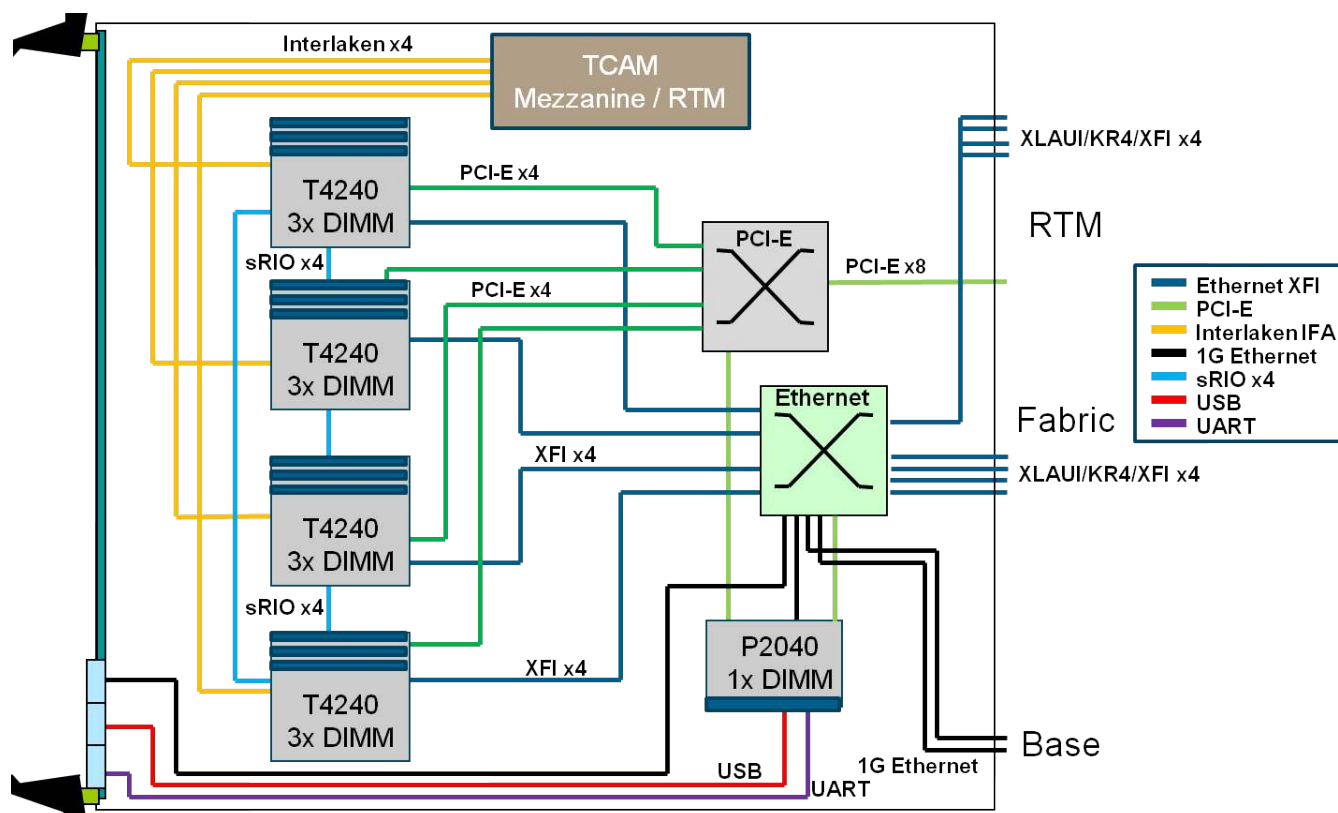 Interlaken x4
TCAM
Mezzanine / RTM
XLAUI/KR4/XFI x4
T4240
3x DIMM
PCI-E x4
RTM
PCI-E
sRIO x4
PCI-E x8
PCI-E x4
Ethernet XFI
PCI-E
Interlaken IFA
1G Ethernet
sRIO x4
USB
UART
T4240
3x DIMM
Ethernet
Fabric
XFI x4
XLAUI/KR4/XFI x4
T4240
3x DIMM
sRIO x4
P2040
1x DIMM
XFI x4
T4240
3x DIMM
Base
1G Ethernet
USB
UART